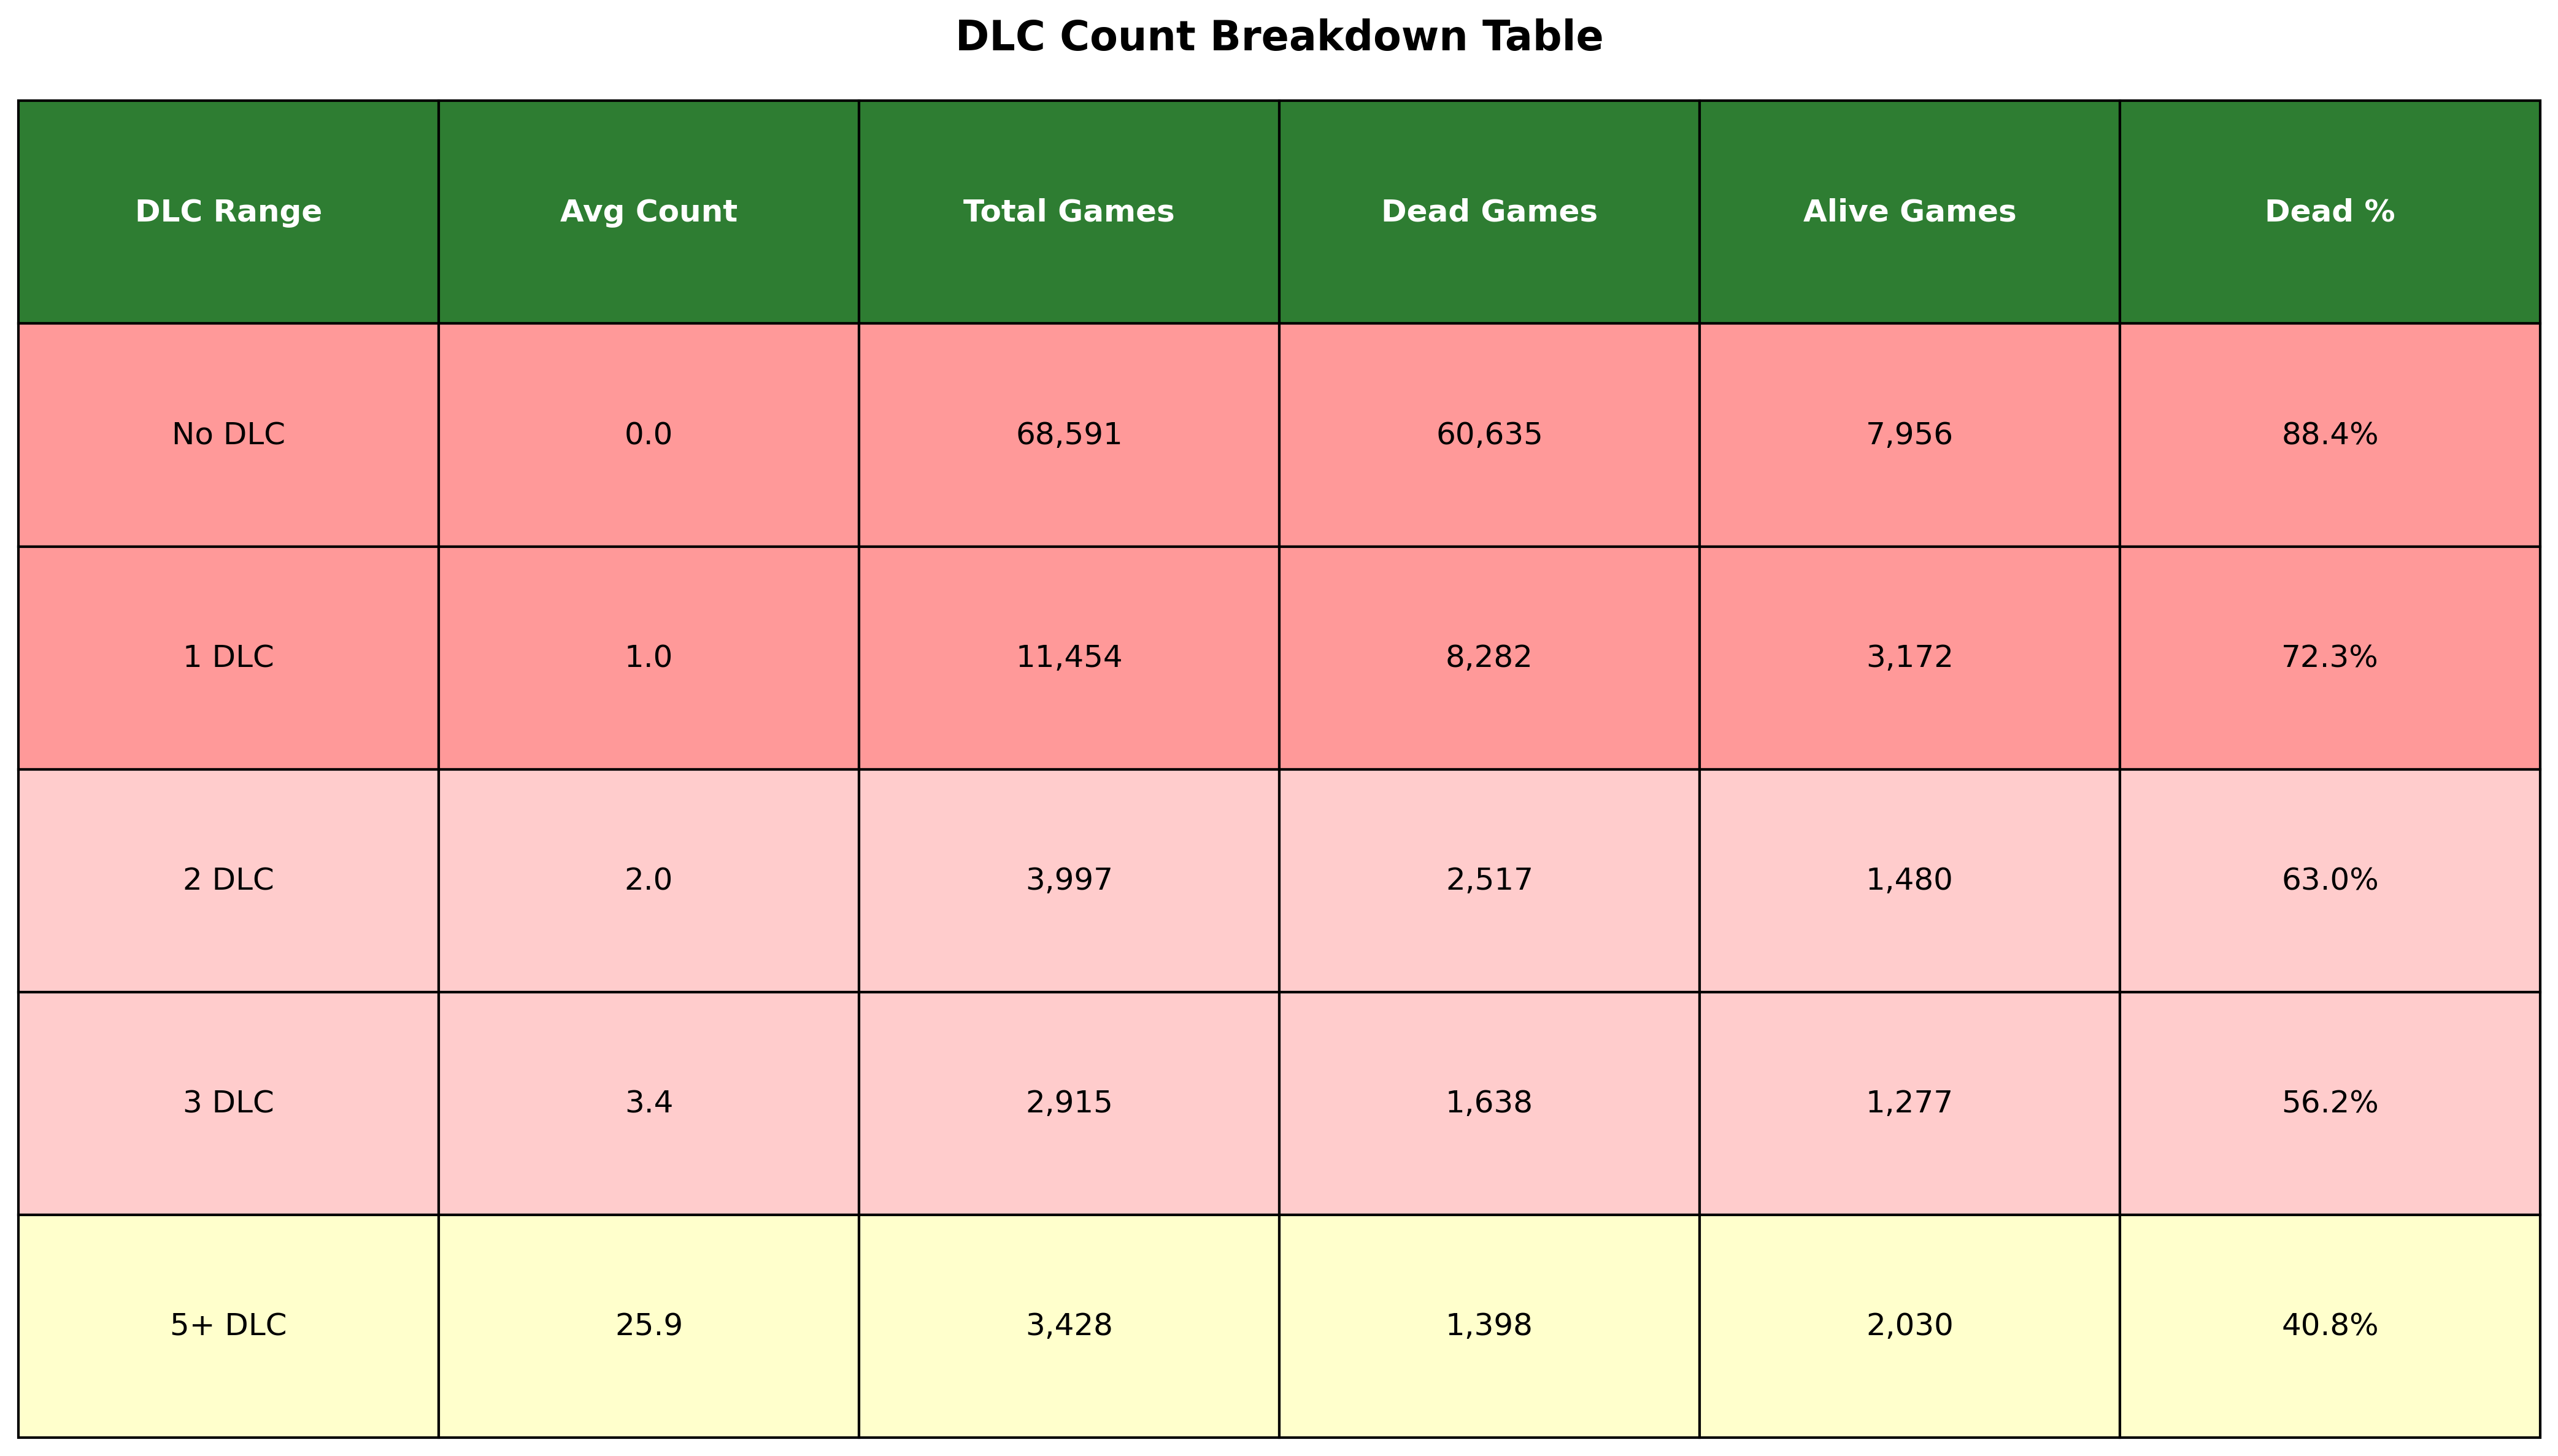 DLC Count Breakdown Table
DLC Range Avg Count Total Games Dead Games Alive Games Dead %
No DLC 0.0 68,591 60,635 7,956 88.4%
1 DLC 1.0 11,454 8,282 3,172 72.3%
2 DLC 2.0 3,997 2,517 1,480 63.0%
3 DLC 3.4 2,915 1,638 1,277 56.2%
5+ DLC 25.9 3,428 1,398 2,030 40.8%